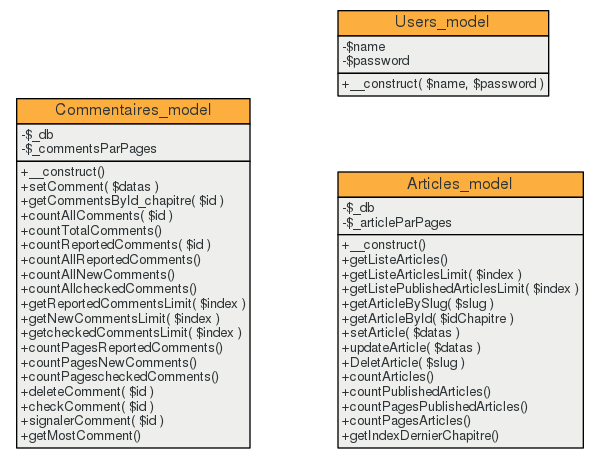 Users_model
-$name
-$password
+__construct( $name, $password )
Commentaires_model
-$_db
-$_commentsParPages
+__construct()
+setComment( $datas )
+getCommentsById_chapitre( $id )
+countAllComments( $id )
+countTotalComments()
+countReportedComments( $id )
+countAllReportedComments()
+countAllNewComments()
+countAllcheckedComments()
+getReportedCommentsLimit( $index )
+getNewCommentsLimit( $index )
+getcheckedCommentsLimit( $index )
+countPagesReportedComments()
+countPagesNewComments()
+countPagescheckedComments()
+deleteComment( $id )
+checkComment( $id )
+signalerComment( $id )
+getMostComment()
Articles_model
-$_db
-$_articleParPages
+__construct()
+getListeArticles()
+getListeArticlesLimit( $index )
+getListePublishedArticlesLimit( $index )
+getArticleBySlug( $slug )
+getArticleById( $idChapitre )
+setArticle( $datas )
+updateArticle( $datas )
+DeletArticle( $slug )
+countArticles()
+countPublishedArticles()
+countPagesPublishedArticles()
+countPagesArticles()
+getIndexDernierChapitre()